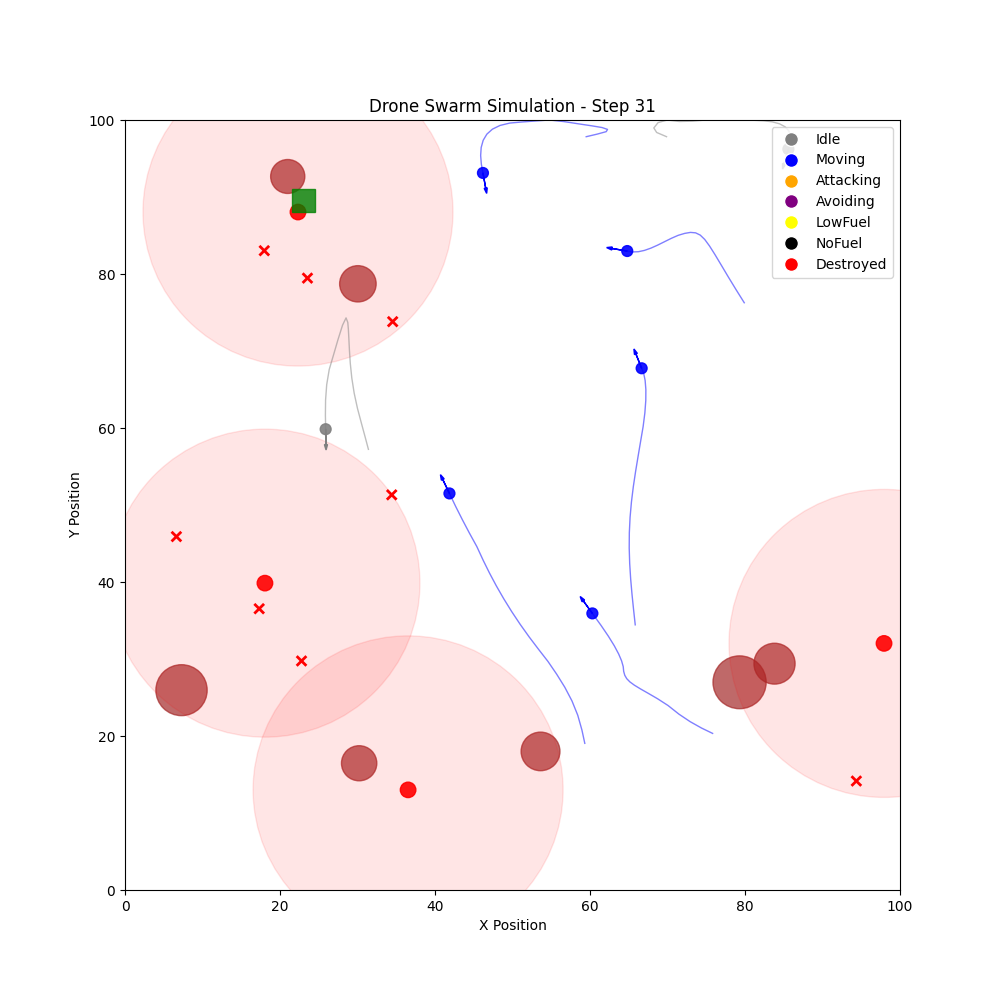 Drone Swarm Simulation - Step 31
100
80
60
40
20
0
Y Position
0 20 40 60 80 100
X Position
Idle
Moving
Attacking
Avoiding
LowFuel
NoFuel
Destroyed